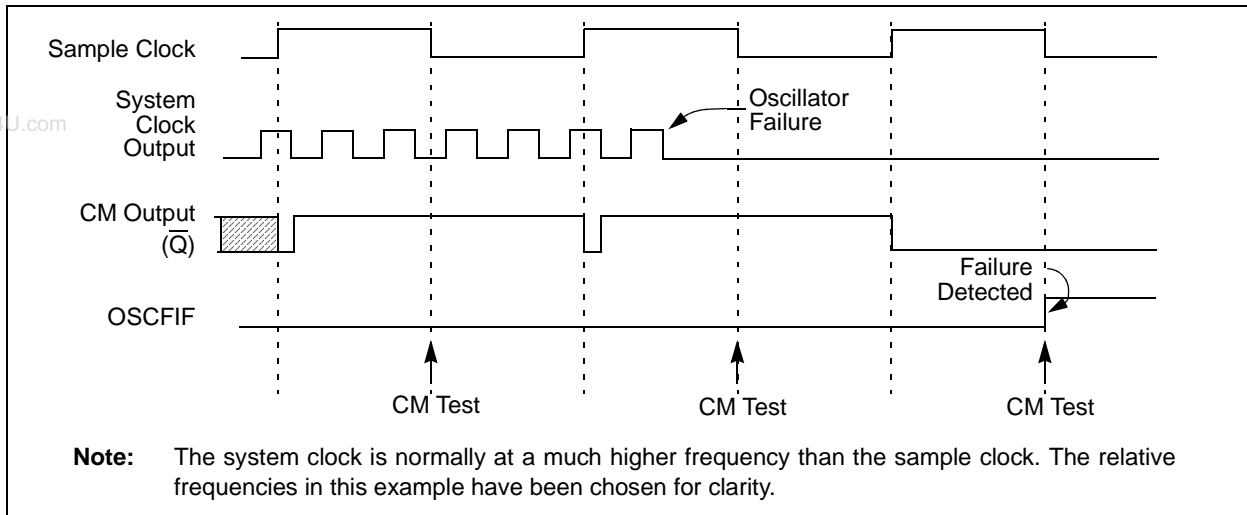 Sample Clock
4U.com
System
Clock
Output
Oscillator
Failure
CM Output
(Q)
Failure
Detected
OSCFIF
CM Test
CM Test
CM Test
Note: The system clock is normally at a much higher frequency than the sample clock. The relative
frequencies in this example have been chosen for clarity.